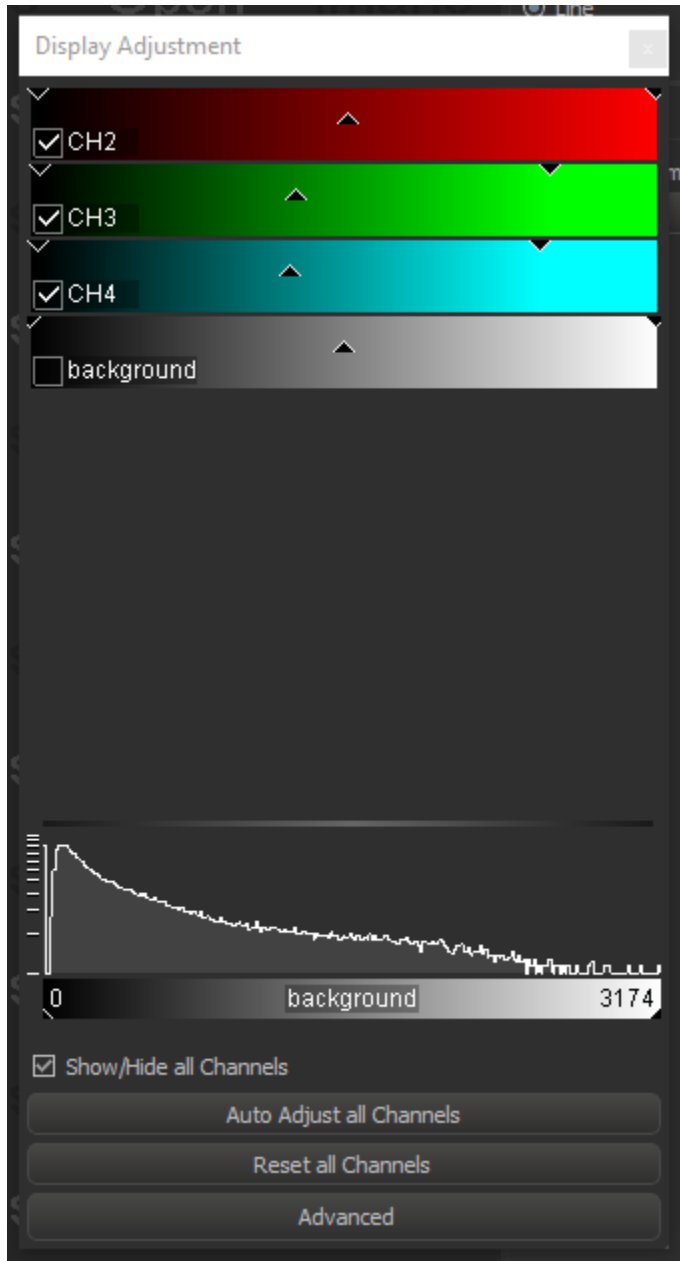 Line
Display Adjustment
x
CH2
CH3
CH4
background
0 background 3174
Show/Hide all Channels
Auto Adjust all Channels
Reset all Channels
Advanced